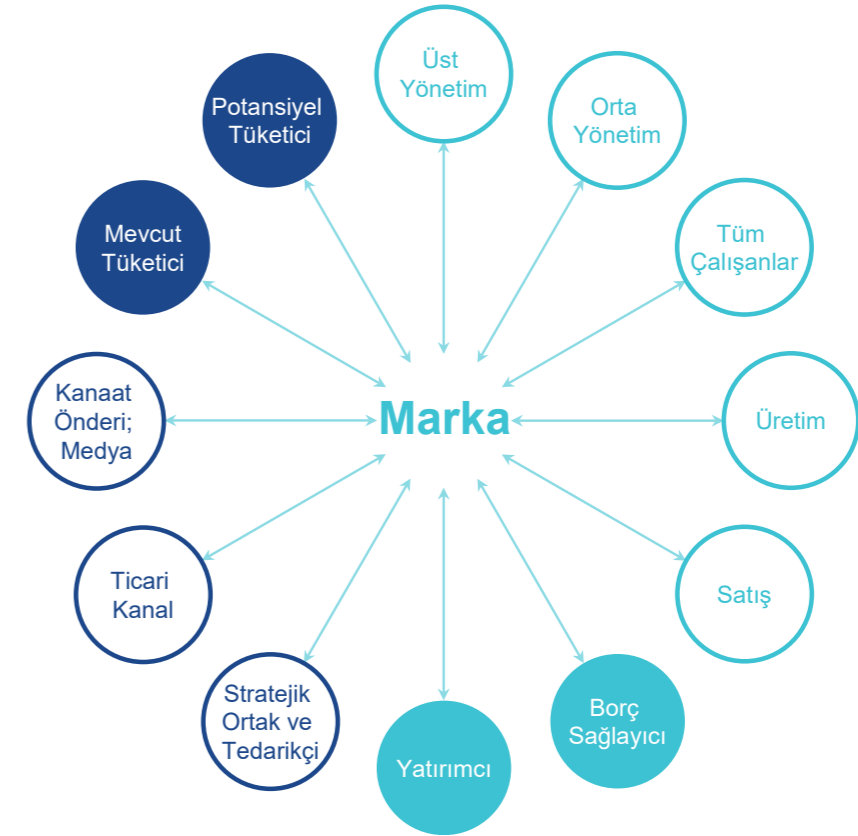 Üst
Yönetim
Orta
Yönetim
Tüm
Çalışanlar
Üretim
Satış
Borç
Sağlayıcı
Yatırımcı
Stratejik
Ortak ve
Tedarikçi
Ticari
Kanal
Kanaat
Önderi;
Medya
Mevcut
Tüketici
Potansiyel
Tüketici
Marka